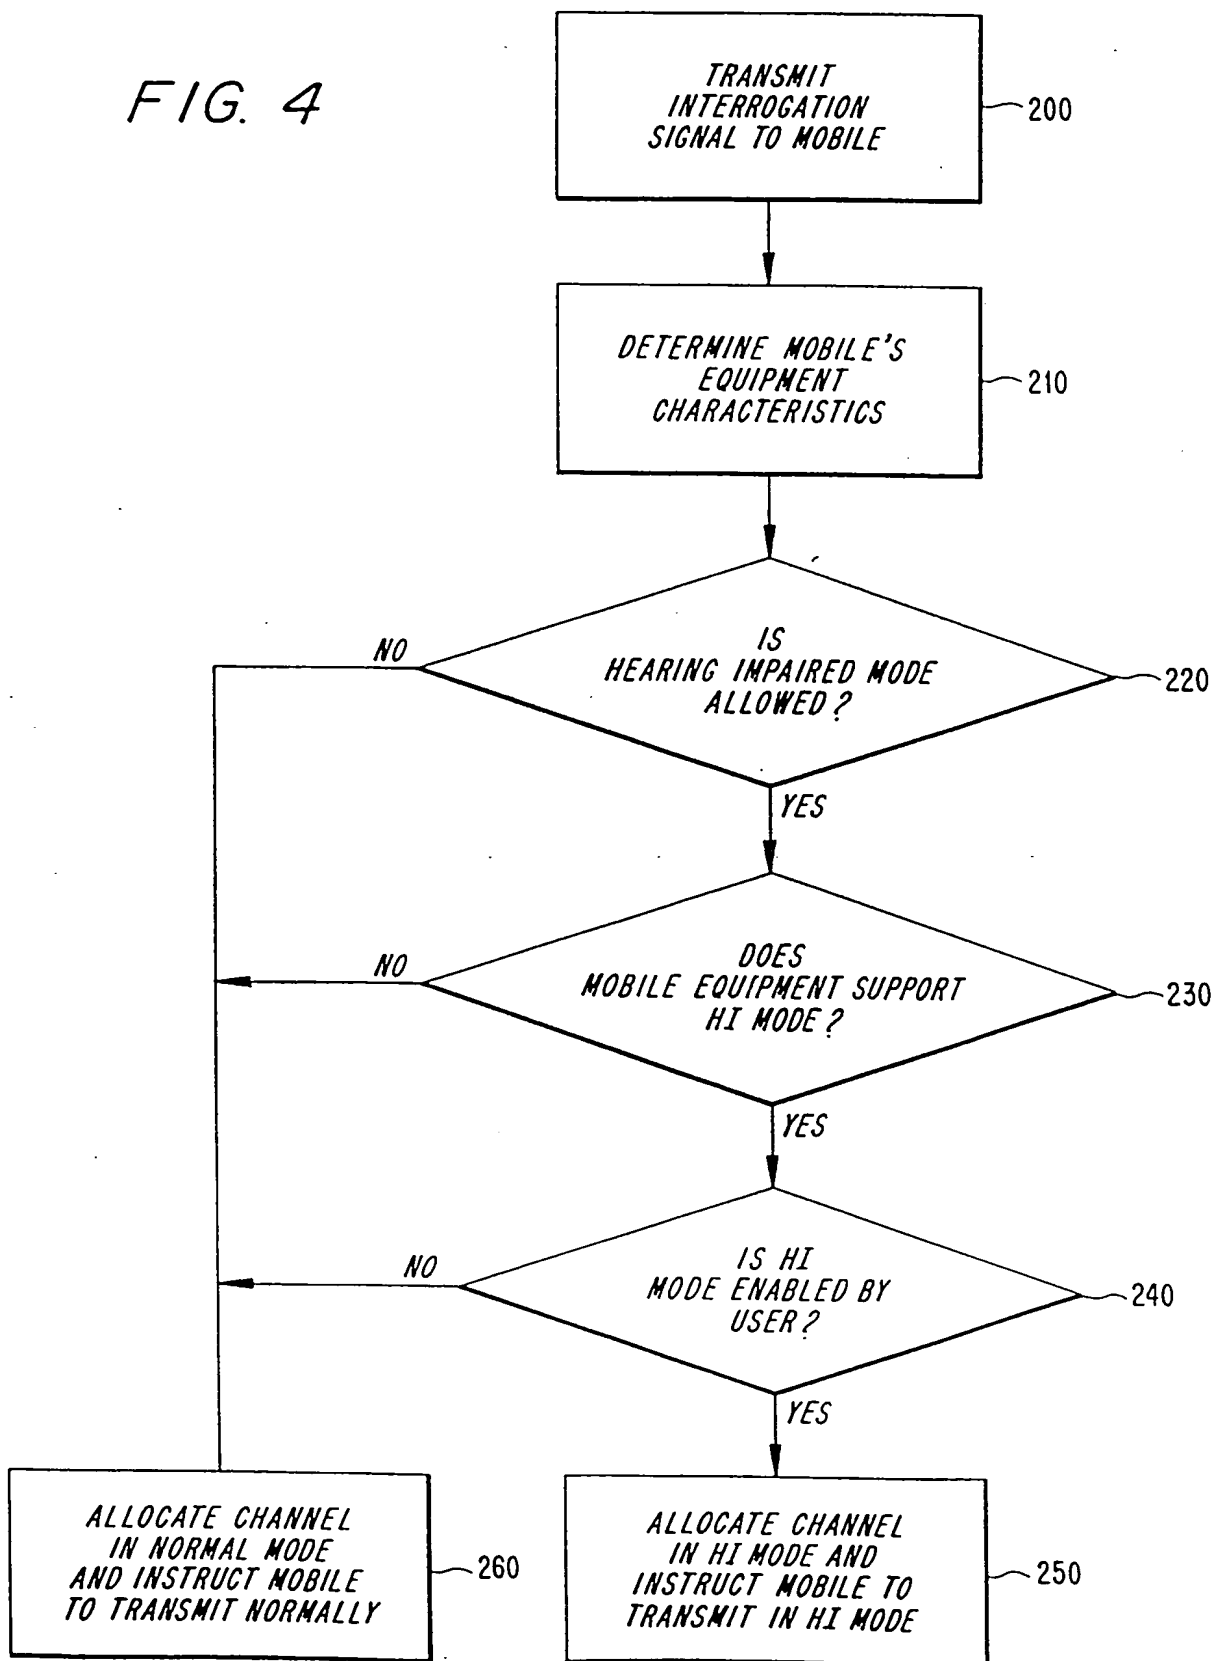 FIG. 4
TRANSMIT
INTERROGATION
SIGNAL TO MOBILE
200
DETERMINE MOBILE'S
EQUIPMENT
CHARACTERISTICS
210
IS
HEARING IMPAIRED MODE
ALLOWED?
220
NO
YES
DOES
MOBILE EQUIPMENT SUPPORT
HI MODE?
230
NO
YES
IS HI
MODE ENABLED BY
USER?
240
NO
YES
ALLOCATE CHANNEL
IN NORMAL MODE
AND INSTRUCT MOBILE
TO TRANSMIT NORMALLY
260
ALLOCATE CHANNEL
IN HI MODE AND
INSTRUCT MOBILE TO
TRANSMIT IN HI MODE
250